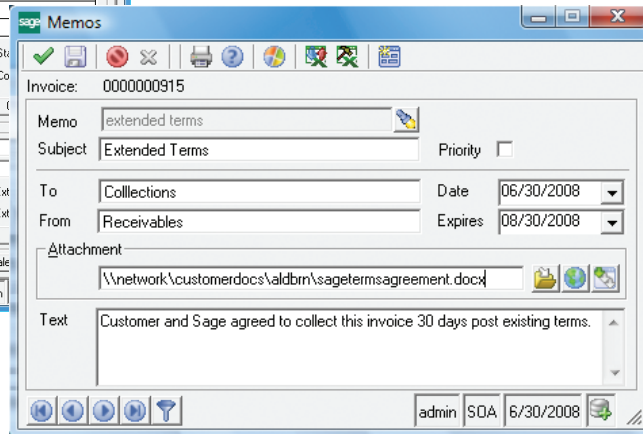 sage Memos
Invoice: 0000000915
Memo extended terms
Subject Extended Terms Priority
To Colllections Date 06/30/2008
From Receivables Expires 08/30/2008
Attachment
\\network\customerdocs\aldbrn\sagetermsagreement.docx
Text Customer and Sage agreed to collect this invoice 30 days post existing terms.
admin SOA 6/30/2008